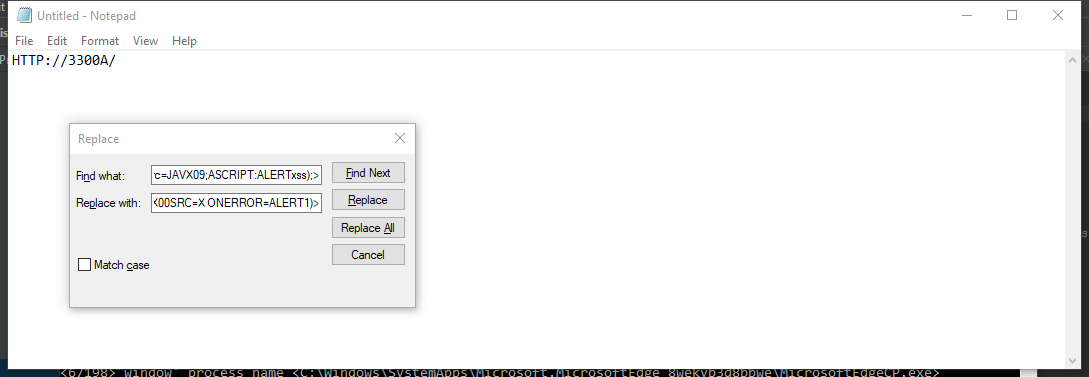 Untitled - Notepad
File Edit Format View Help
HTTP://3300A/
Replace
Find what: c=JAVX09;ASCRIPT:ALERTxss);> Find Next
Replace with: X00SRC=X ONERROR=ALERT1)> Replace
Replace All
Cancel
Match case
<6/198> window' process name <C:\Windows\SystemApps\Microsoft.MicrosoftEdge_8wekyb3d8bbwe\MicrosoftEdgeCP.exe>